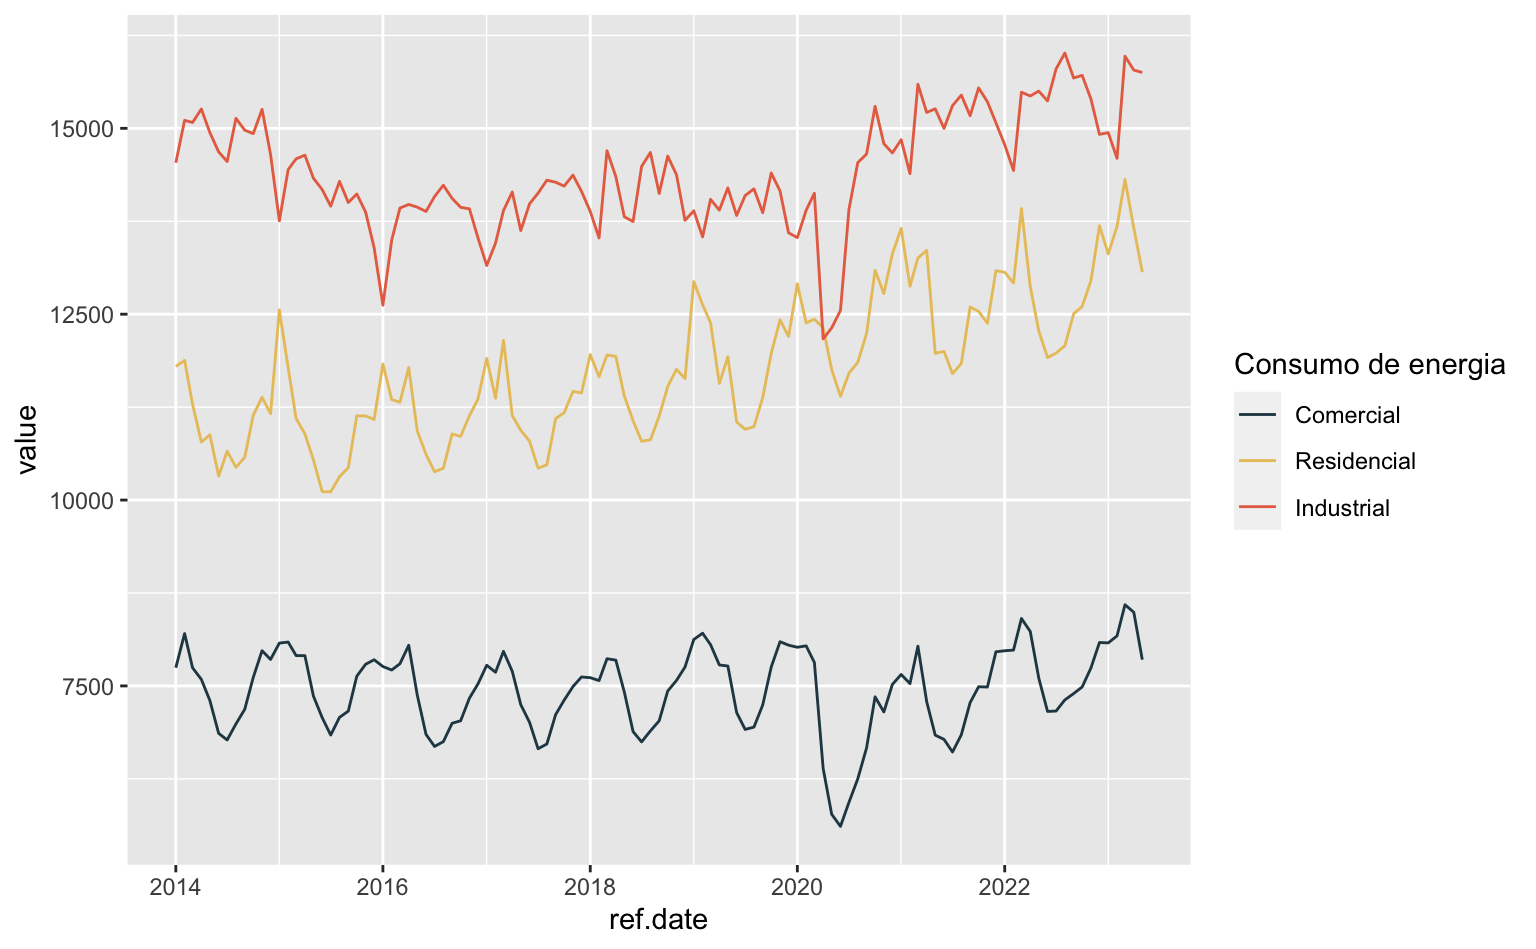 15000
12500
10000
7500
value
2014 2016 2018 2020 2022
ref.date
Consumo de energia
Comercial
Residencial
Industrial